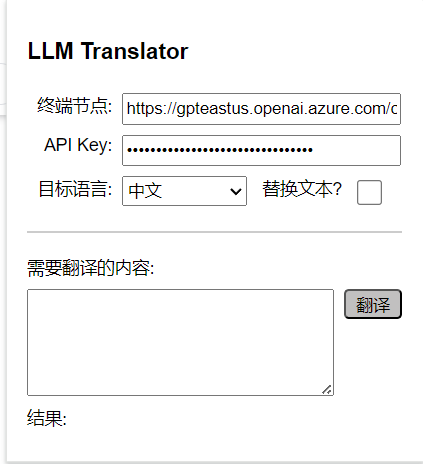 LLM Translator
终端节点: https://gpteastus.openai.azure.com/
API Key: ••••••••••••••••••••••••••••••••
目标语言: 中文 替换文本?
需要翻译的内容:
翻译
结果: